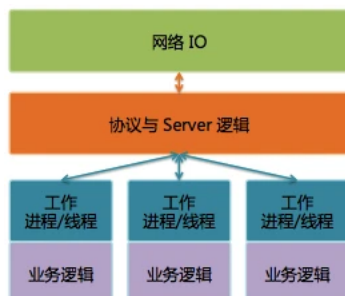 网络 IO
协议与 Server 逻辑
工作
进程/线程
工作
进程/线程
工作
进程/线程
业务逻辑
业务逻辑
业务逻辑